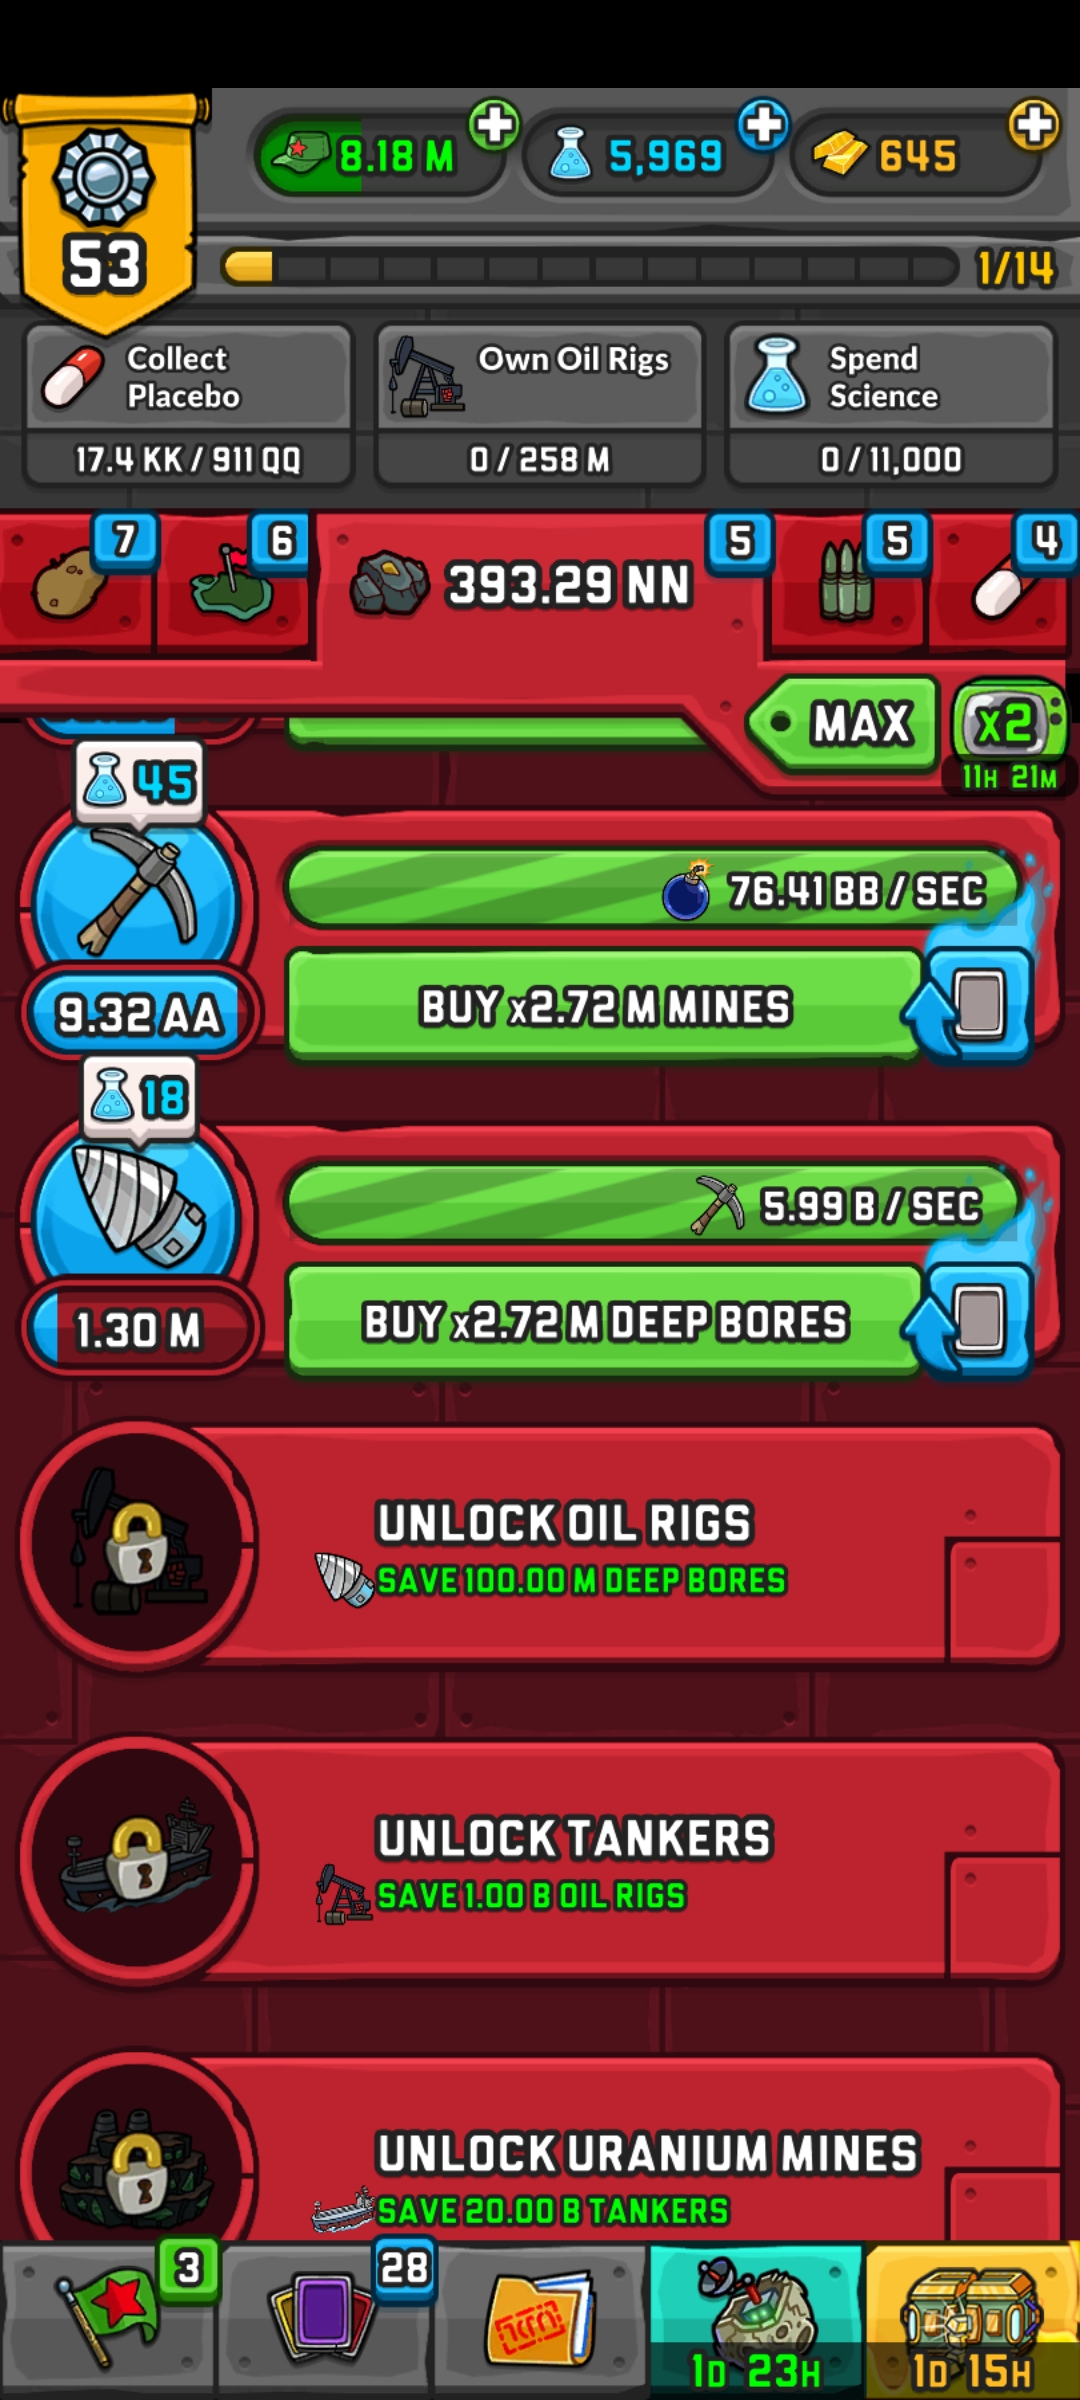 8.18 M
5,969
645
53
1/14
Collect
Placebo
17.4 KK / 911 QQ
Own Oil Rigs
0 / 258 M
Spend
Science
0 / 11,000
7
6
393.29 NN
5
5
4
MAX
x2
11H 21M
45
76.41 BB / SEC
9.32 AA
BUY x2.72 M MINES
18
5.99 B / SEC
1.30 M
BUY x2.72 M DEEP BORES
UNLOCK OIL RIGS
SAVE 100.00 M DEEP BORES
UNLOCK TANKERS
SAVE 1.00 B OIL RIGS
UNLOCK URANIUM MINES
SAVE 20.00 B TANKERS
3
28
1D 23H
1D 15H